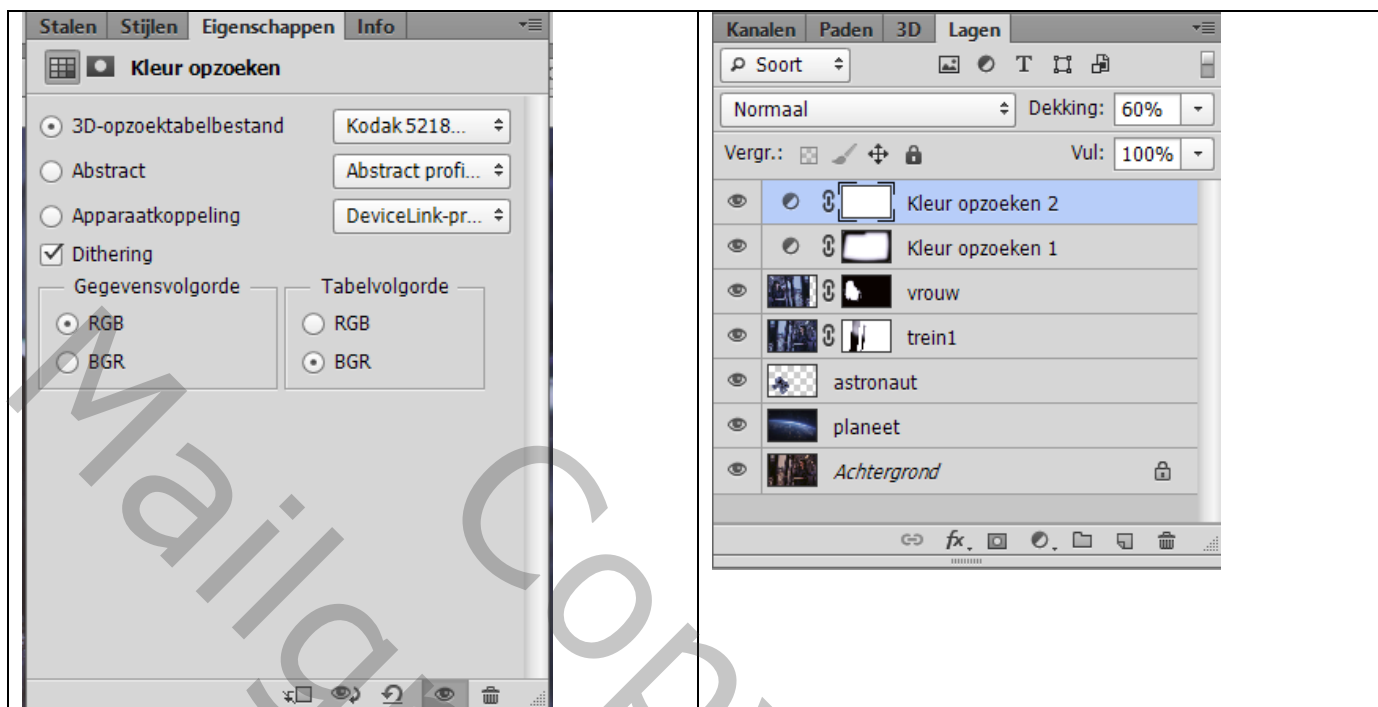 Stalen Stijlen Eigenschappen Info
Kleur opzoeken
3D-opzoektabelbestand Kodak 5218...
Abstract Abstract profi...
Apparaatkoppeling DeviceLink-pr...
Dithering
Gegevensvolgorde Tabelvolgorde
RGB RGB
BGR BGR
Kanalen Paden 3D Lagen
Soort
Normaal Dekking: 60%
Vergr.: Vul: 100%
Kleur opzoeken 2
Kleur opzoeken 1
vrouw
trein1
astronaut
planeet
Achtergrond
fx